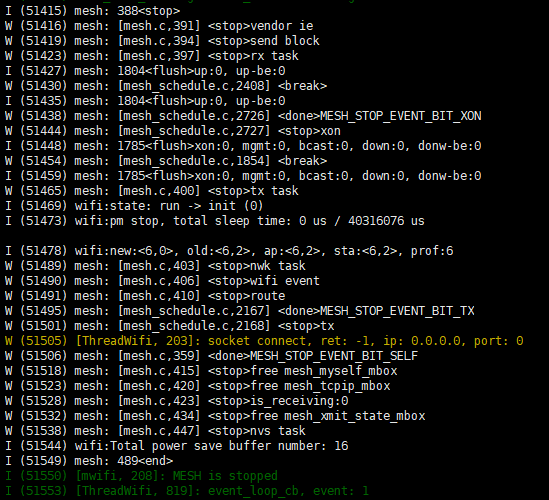 I (51415) mesh: 388<stop>
W (51416) mesh: [mesh.c,391] <stop>vendor ie
W (51419) mesh: [mesh.c,394] <stop>send block
W (51423) mesh: [mesh.c,397] <stop>rx task
I (51427) mesh: 1804<flush>up:0, up-be:0
W (51430) mesh: [mesh_schedule.c,2408] <break>
I (51435) mesh: 1804<flush>up:0, up-be:0
W (51438) mesh: [mesh_schedule.c,2726] <done>MESH_STOP_EVENT_BIT_XON
W (51444) mesh: [mesh_schedule.c,2727] <stop>xon
I (51448) mesh: 1785<flush>xon:0, mgmt:0, bcast:0, down:0, donw-be:0
W (51454) mesh: [mesh_schedule.c,1854] <break>
I (51459) mesh: 1785<flush>xon:0, mgmt:0, bcast:0, down:0, donw-be:0
W (51465) mesh: [mesh.c,400] <stop>tx task
I (51469) wifi:state: run -> init (0)
I (51473) wifi:pm stop, total sleep time: 0 us / 40316076 us
I (51478) wifi:new:<6,0>, old:<6,2>, ap:<6,2>, sta:<6,2>, prof:6
W (51489) mesh: [mesh.c,403] <stop>nwk task
W (51490) mesh: [mesh.c,406] <stop>wifi event
W (51491) mesh: [mesh.c,410] <stop>route
W (51495) mesh: [mesh_schedule.c,2167] <done>MESH_STOP_EVENT_BIT_TX
W (51501) mesh: [mesh_schedule.c,2168] <stop>tx
W (51505) [ThreadWifi, 203]: socket connect, ret: -1, ip: 0.0.0.0, port: 0
W (51506) mesh: [mesh.c,359] <done>MESH_STOP_EVENT_BIT_SELF
W (51518) mesh: [mesh.c,415] <stop>free mesh_myself_mbox
W (51523) mesh: [mesh.c,420] <stop>free mesh_tcpip_mbox
W (51528) mesh: [mesh.c,423] <stop>is_receiving:0
W (51532) mesh: [mesh.c,434] <stop>free mesh_xmit_state_mbox
W (51538) mesh: [mesh.c,447] <stop>nvs task
I (51544) wifi:Total power save buffer number: 16
I (51549) mesh: 489<end>
I (51550) [mwifi, 208]: MESH is stopped
I (51553) [ThreadWifi, 819]: event_loop_cb, event: 1